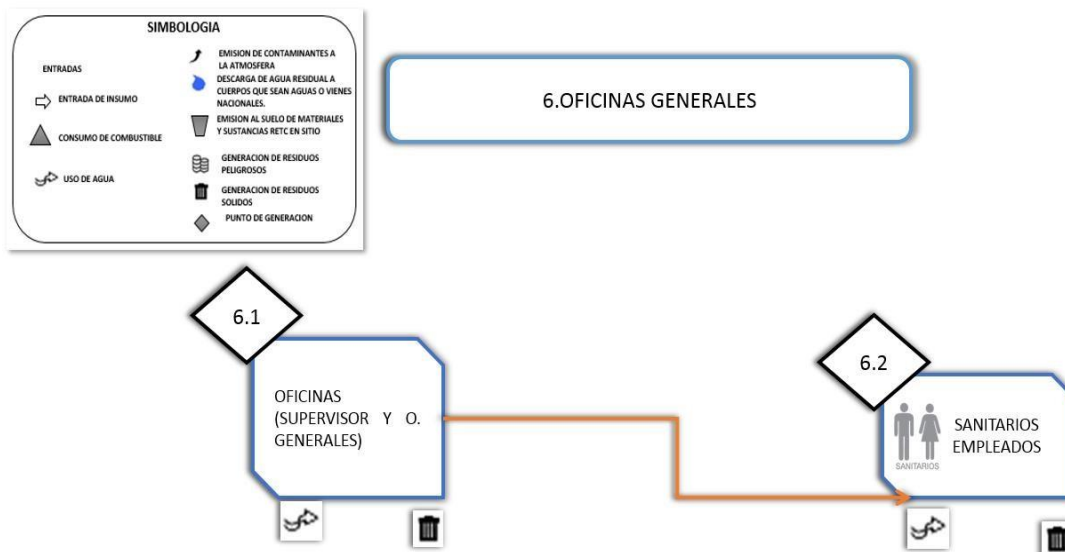 SIMBOLOGIA
ENTRADAS
ENTRADA DE INSUMO
CONSUMO DE COMBUSTIBLE
USO DE AGUA
EMISION DE CONTAMINANTES A
LA ATMOSFERA
DESCARGA DE AGUA RESIDUAL A
CUERPOS QUE SEAN AGUAS O VIENES
NACIONALES.
EMISION AL SUELO DE MATERIALES
Y SUSTANCIAS RETC EN SITIO
GENERACION DE RESIDUOS
PELIGROSOS
GENERACION DE RESIDUOS
SOLIDOS
PUNTO DE GENERACION
6.OFICINAS GENERALES
6.1
OFICINAS
(SUPERVISOR Y O.
GENERALES)
6.2
SANITARIOS
EMPLEADOS
SANITARIOS